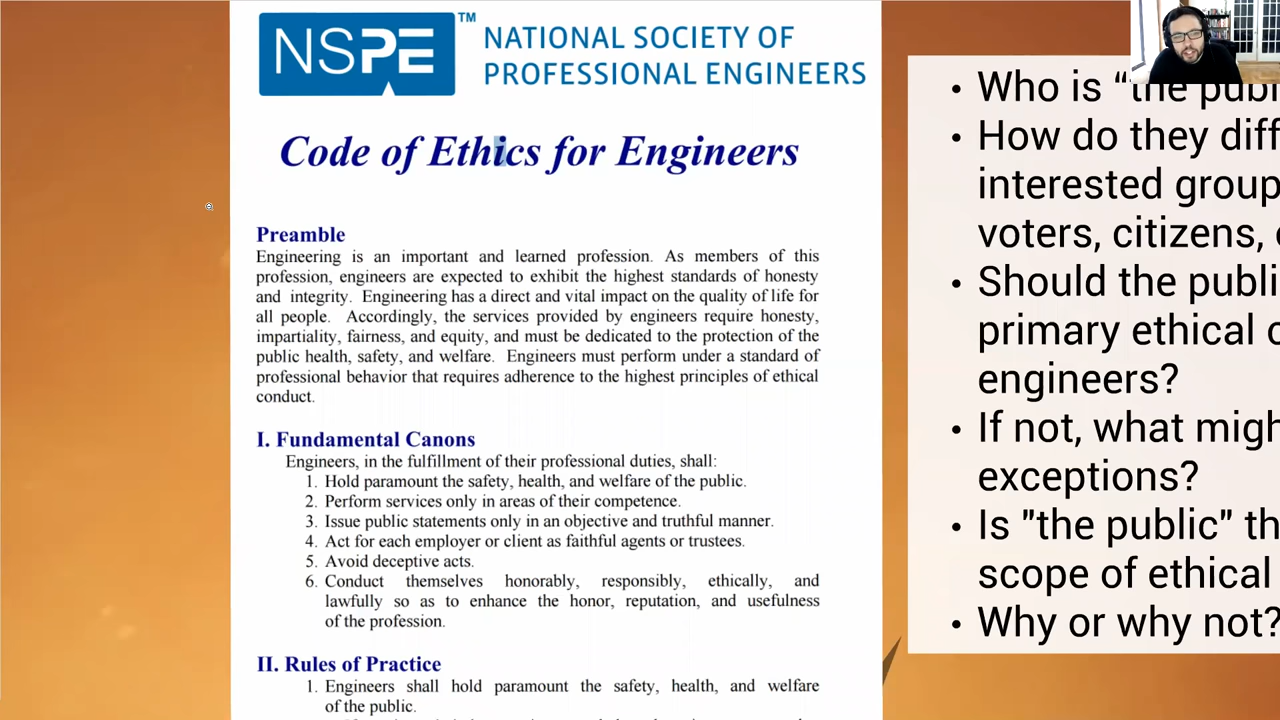 NSPE™
NATIONAL SOCIETY OF
PROFESSIONAL ENGINEERS
Code of Ethics for Engineers
Preamble
Engineering is an important and learned profession. As members of this
profession, engineers are expected to exhibit the highest standards of honesty
and integrity. Engineering has a direct and vital impact on the quality of life for
all people. Accordingly, the services provided by engineers require honesty,
impartiality, fairness, and equity, and must be dedicated to the protection of the
public health, safety, and welfare. Engineers must perform under a standard of
professional behavior that requires adherence to the highest principles of ethical
conduct.
I. Fundamental Canons
Engineers, in the fulfillment of their professional duties, shall:
1. Hold paramount the safety, health, and welfare of the public.
2. Perform services only in areas of their competence.
3. Issue public statements only in an objective and truthful manner.
4. Act for each employer or client as faithful agents or trustees.
5. Avoid deceptive acts.
6. Conduct themselves honorably, responsibly, ethically, and
lawfully so as to enhance the honor, reputation, and usefulness
of the profession.
II. Rules of Practice
1. Engineers shall hold paramount the safety, health, and welfare
of the public.
• Who is “the publ
• How do they diff
interested group
voters, citizens,
• Should the publi
primary ethical
engineers?
• If not, what migh
exceptions?
• Is "the public" th
scope of ethical
• Why or why not?